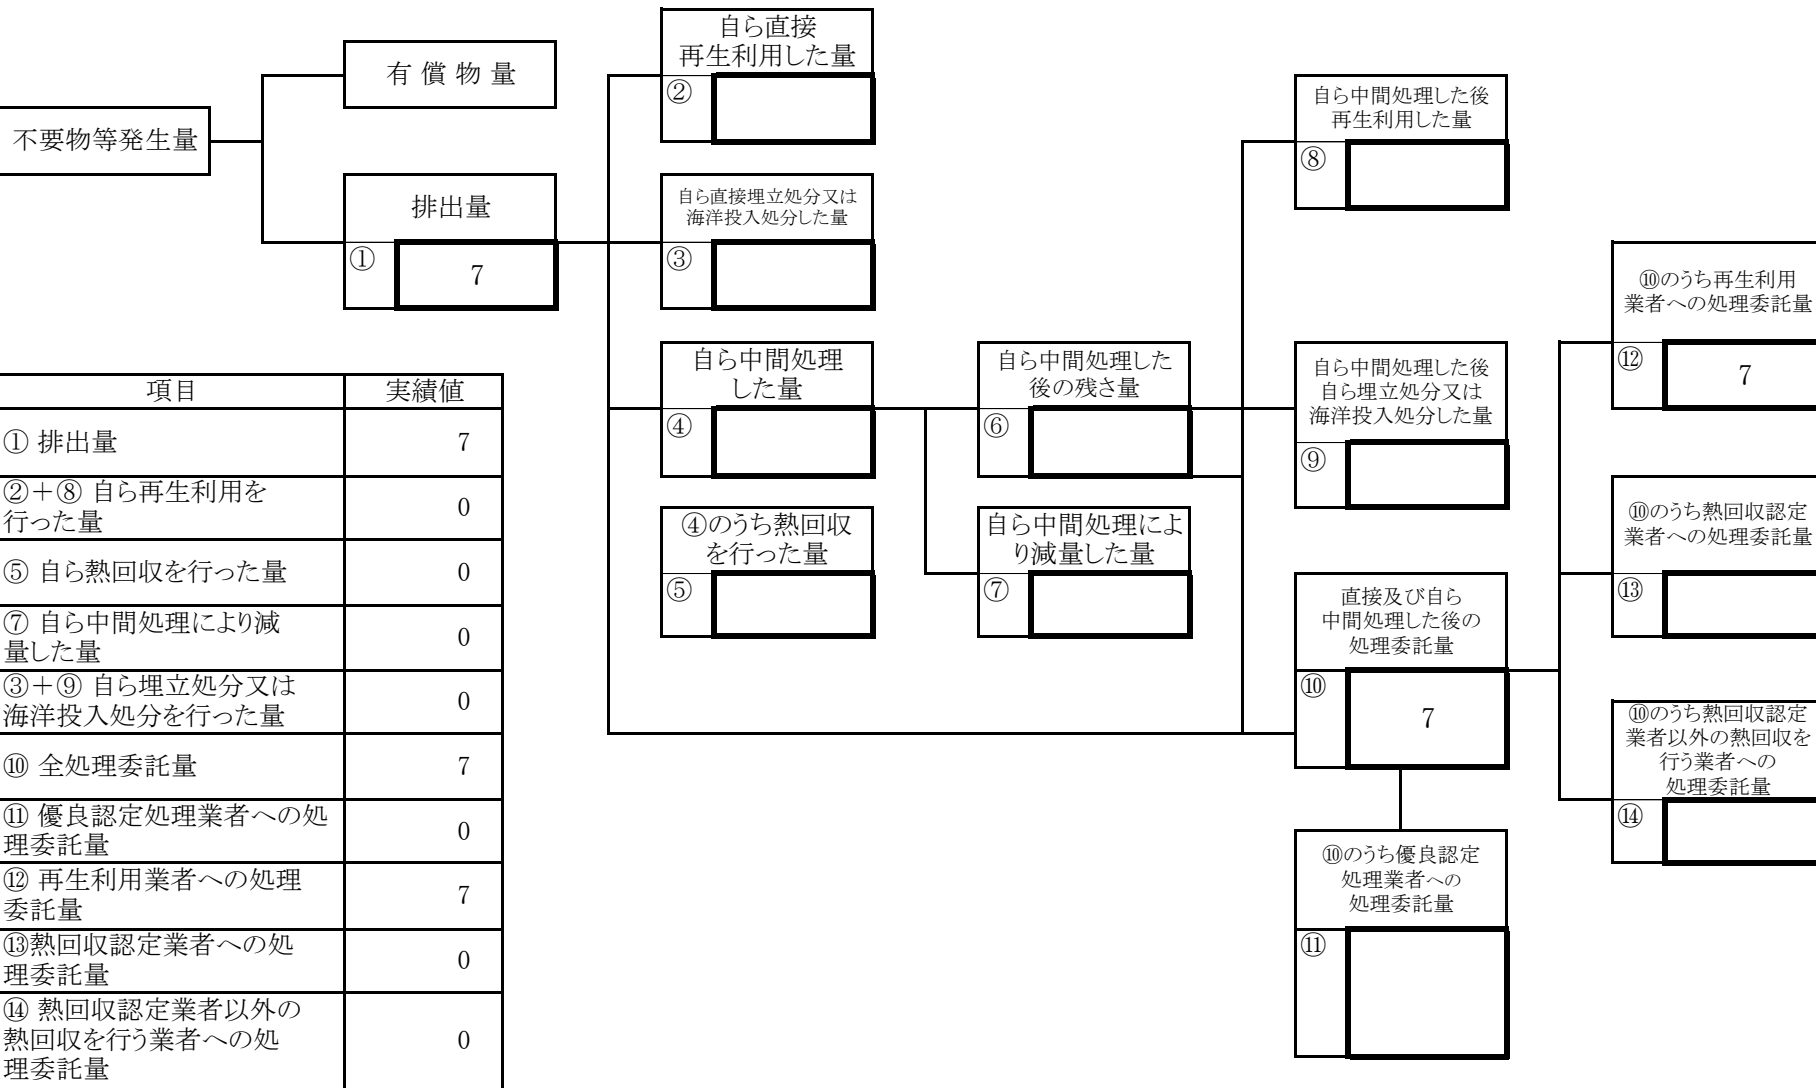 不要物等発生量
有 償 物 量
排出量
①
7
自ら直接
再生利用した量
②
自ら直接埋立処分又は
海洋投入処分した量
③
自ら中間処理
した量
④
④のうち熱回収
を行った量
⑤
自ら中間処理した
後の残さ量
⑥
自ら中間処理によ
り減量した量
⑦
自ら中間処理した後
再生利用した量
⑧
自ら中間処理した後
自ら埋立処分又は
海洋投入処分した量
⑨
直接及び自ら
中間処理した後の
処理委託量
⑩
7
⑩のうち優良認定
処理業者への
処理委託量
⑪
⑩のうち再生利用
業者への処理委託量
⑫
7
⑩のうち熱回収認定
業者への処理委託量
⑬
⑩のうち熱回収認定
業者以外の熱回収を
行う業者への
処理委託量
⑭
項目 実績値
① 排出量 7
②+⑧ 自ら再生利用を
行った量 0
⑤ 自ら熱回収を行った量 0
⑦ 自ら中間処理により減
量した量 0
③+⑨ 自ら埋立処分又は
海洋投入処分を行った量 0
⑩ 全処理委託量 7
⑪ 優良認定処理業者への処
理委託量 0
⑫ 再生利用業者への処理
委託量 7
⑬熱回収認定業者への処
理委託量 0
⑭ 熱回収認定業者以外の
熱回収を行う業者への処
理委託量 0